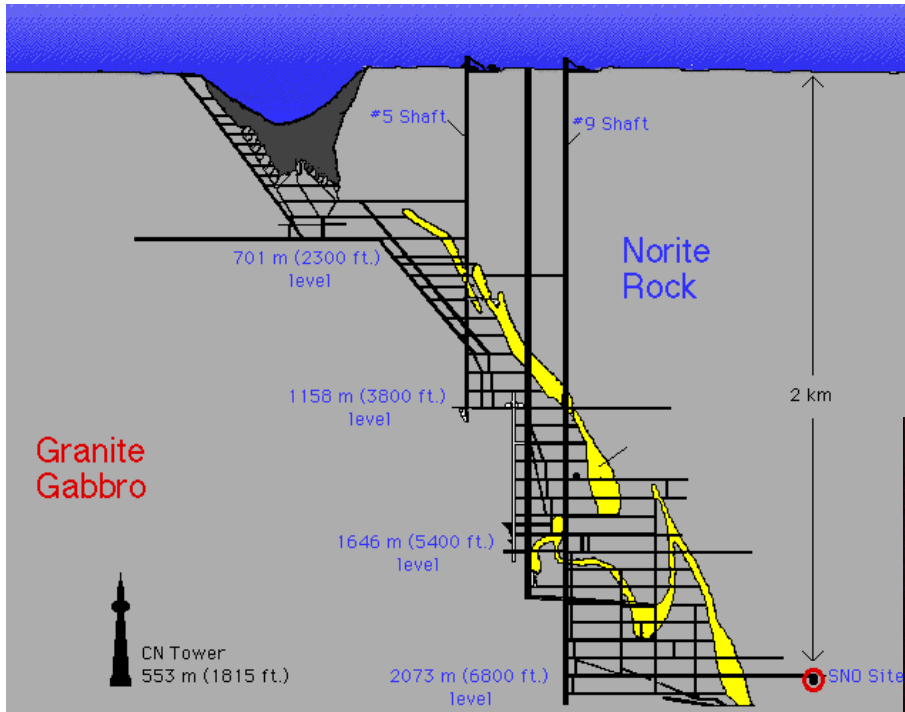 #5 Shaft
#9 Shaft
701 m (2300 ft.)
level
Norite
Rock
1158 m (3800 ft.)
level
2 km
Granite
Gabbro
1646 m (5400 ft.)
level
CN Tower
553 m (1815 ft.)
2073 m (6800 ft.)
level
SNO Site